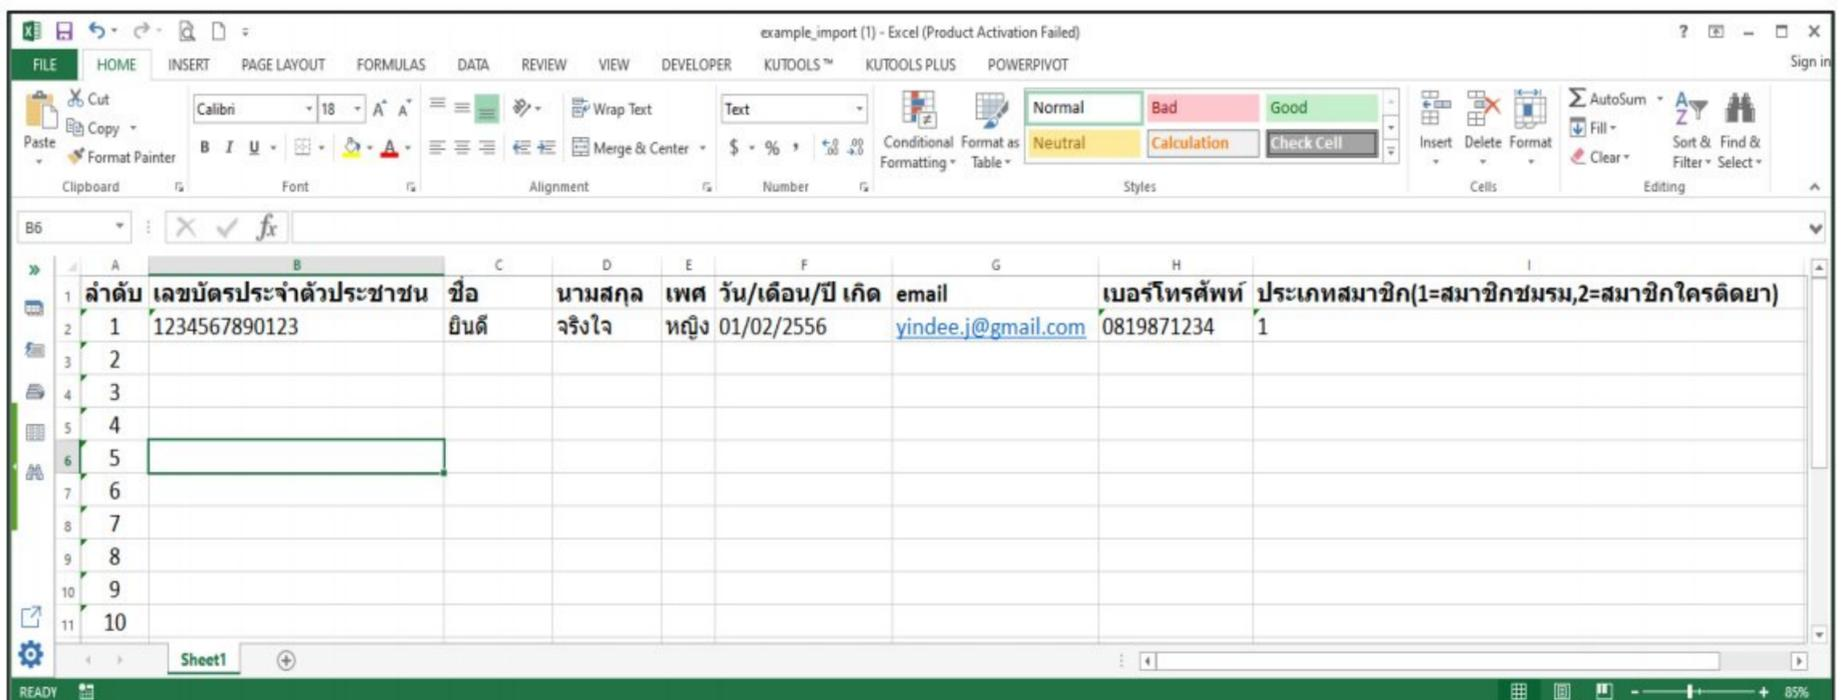 example_import (1) - Excel (Product Activation Failed)
FILE HOME INSERT PAGE LAYOUT FORMULAS DATA REVIEW VIEW DEVELOPER KUTOOLS ™ KUTOOLS PLUS POWERPIVOT Sign in
Cut
Copy
Format Painter
Paste
Clipboard
Calibri 18
B I U
Font
Wrap Text
Merge & Center
Alignment
Text
$ % ,
Number
Conditional Formatting
Format as Table
Normal Bad Good
Neutral Calculation Check Cell
Styles
Insert Delete Format
Cells
AutoSum
Fill
Clear
Sort & Filter
Find & Select
Editing
B6 fx
A B C D E F G H I
1 ลำดับ เลขบัตรประจำตัวประชาชน ชื่อ นามสกุล เพศ วัน/เดือน/ปี เกิด email เบอร์โทรศัพท์ ประเภทสมาชิก(1=สมาชิกชมรม,2=สมาชิกใครติดยา)
2 1 1234567890123 ยินดี จริงใจ หญิง 01/02/2556 yindee.j@gmail.com 0819871234 1
3 2
4 3
5 4
6 5
7 6
8 7
9 8
10 9
11 10
Sheet1
READY 85%